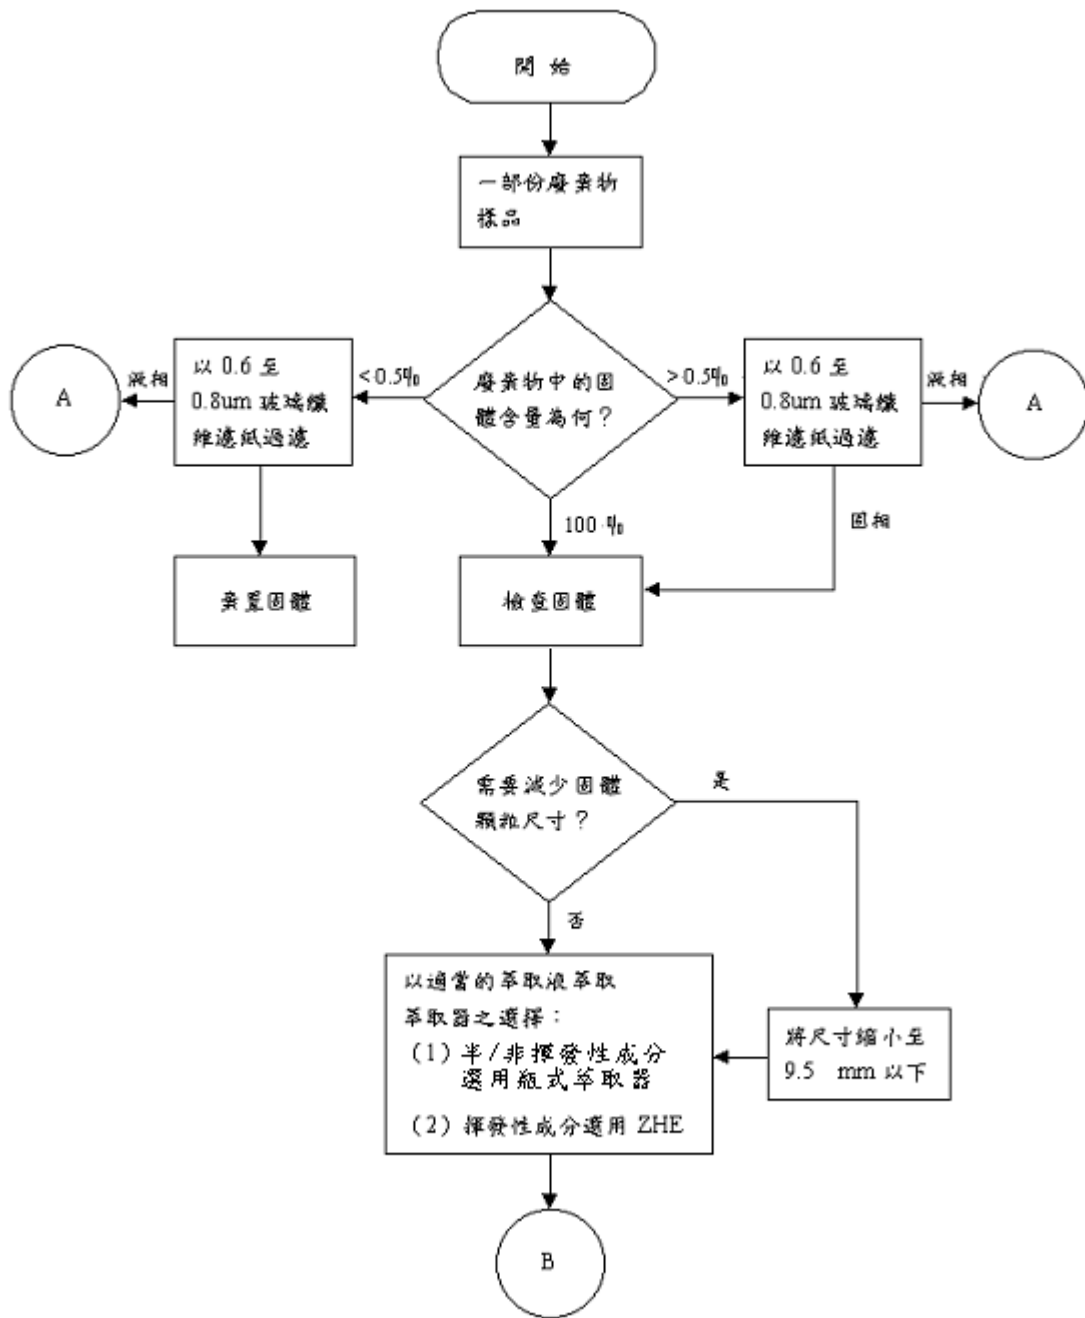 開 始
一部份廢棄物
樣品
廢棄物中的固
體含量為何？
<0.5%
以 0.6 至
0.8um 玻璃纖
維濾紙過濾
液相
A
棄置固體
>0.5%
以 0.6 至
0.8um 玻璃纖
維濾紙過濾
液相
A
固相
100 %
檢查固體
需要減少固體
顆粒尺寸？
是
否
將尺寸縮小至
9.5 mm 以下
以適當的萃取液萃取
萃取器之選擇：
（1）半/非揮發性成分
選用瓶式萃取器
（2）揮發性成分選用 ZHE
B